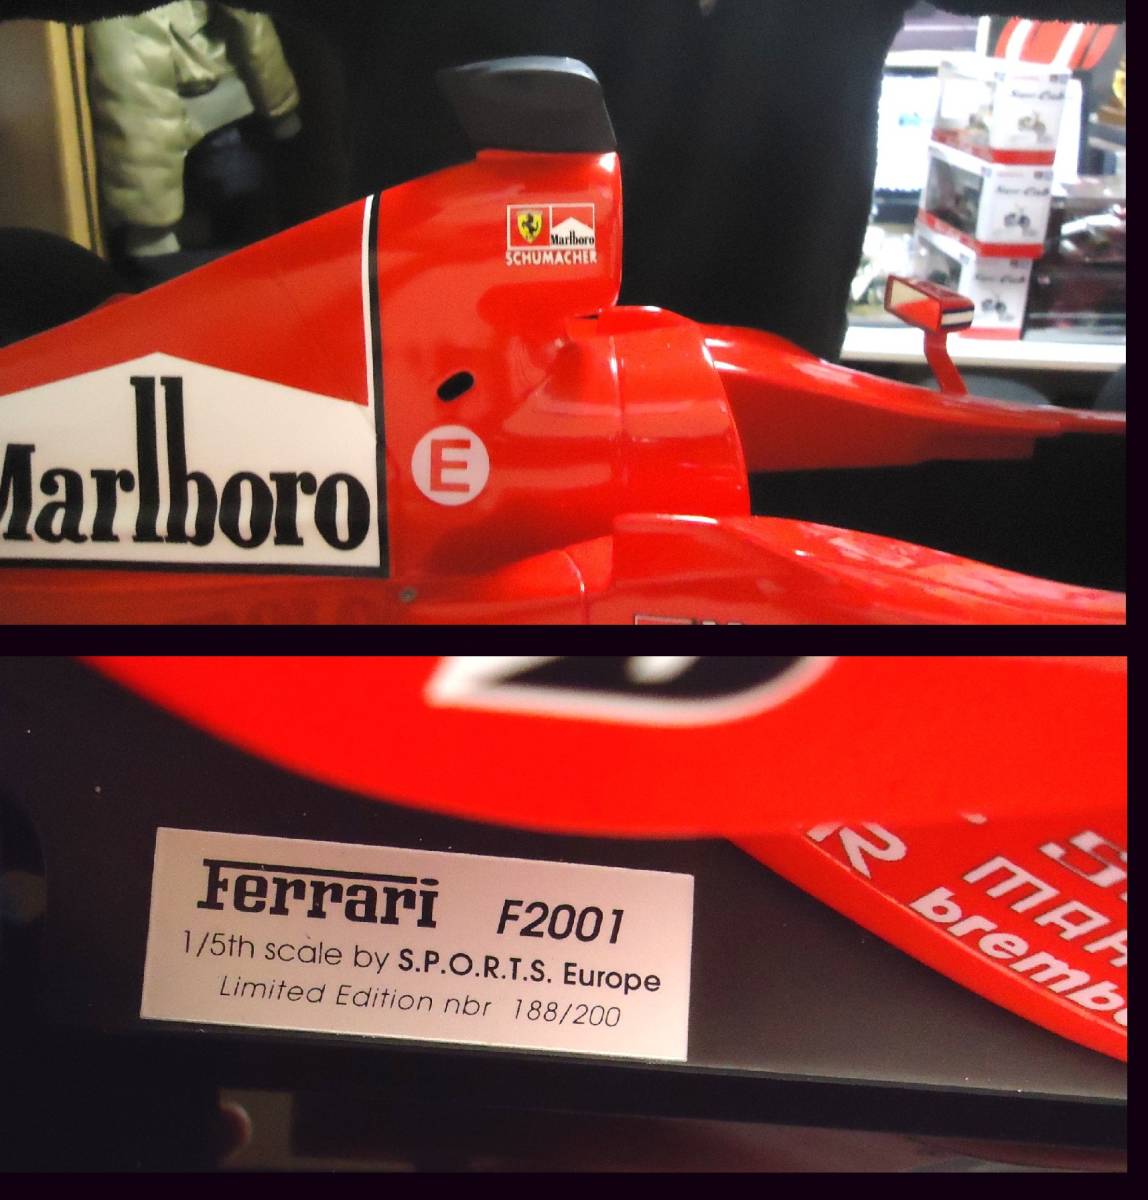 Marlboro
SCHUMACHER
E
Marlboro
Ferrari F2001
1/5th scale by S.P.O.R.T.S. Europe
Limited Edition nbr 188/200
brembo